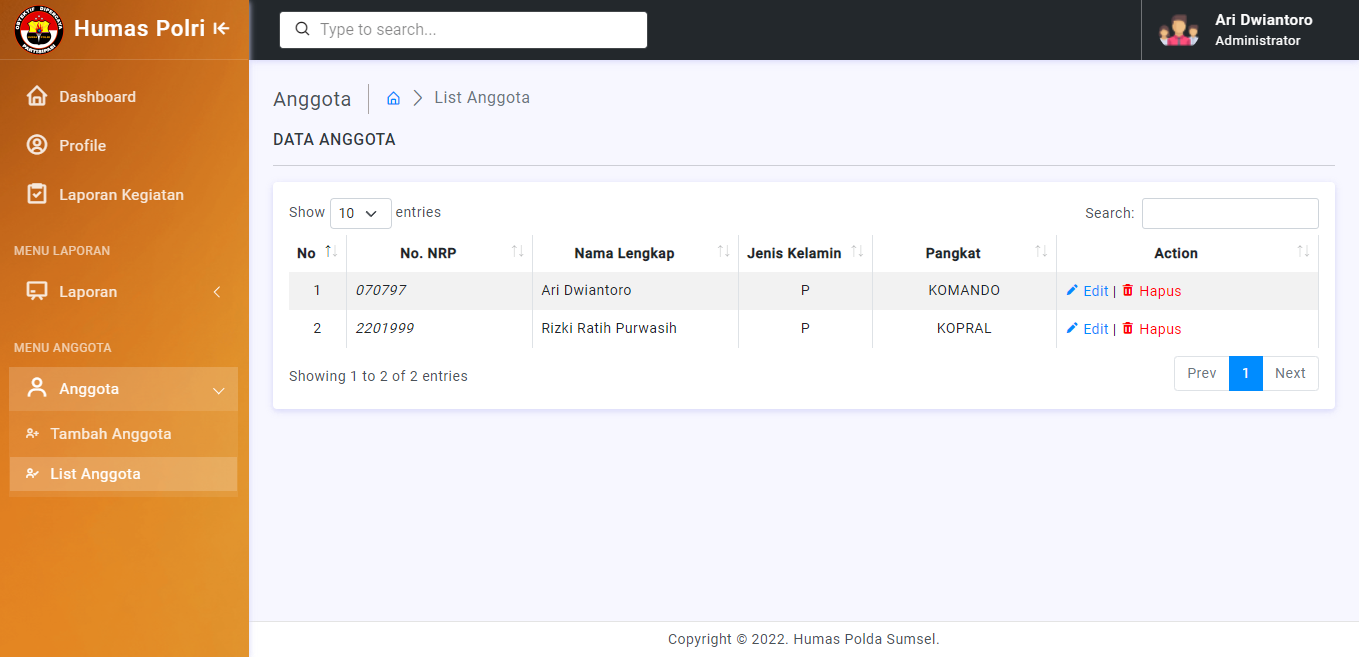 OBYEKTIF DIPERCAYA
PARTISIPASI
Humas Polri
Type to search...
Ari Dwiantoro
Administrator
Dashboard
Profile
Laporan Kegiatan
MENU LAPORAN
Laporan
MENU ANGGOTA
Anggota
Tambah Anggota
List Anggota
Anggota List Anggota
DATA ANGGOTA
Show 10 entries Search:
No No. NRP Nama Lengkap Jenis Kelamin Pangkat Action
1 070797 Ari Dwiantoro P KOMANDO Edit | Hapus
2 2201999 Rizki Ratih Purwasih P KOPRAL Edit | Hapus
Showing 1 to 2 of 2 entries Prev 1 Next
Copyright © 2022. Humas Polda Sumsel.